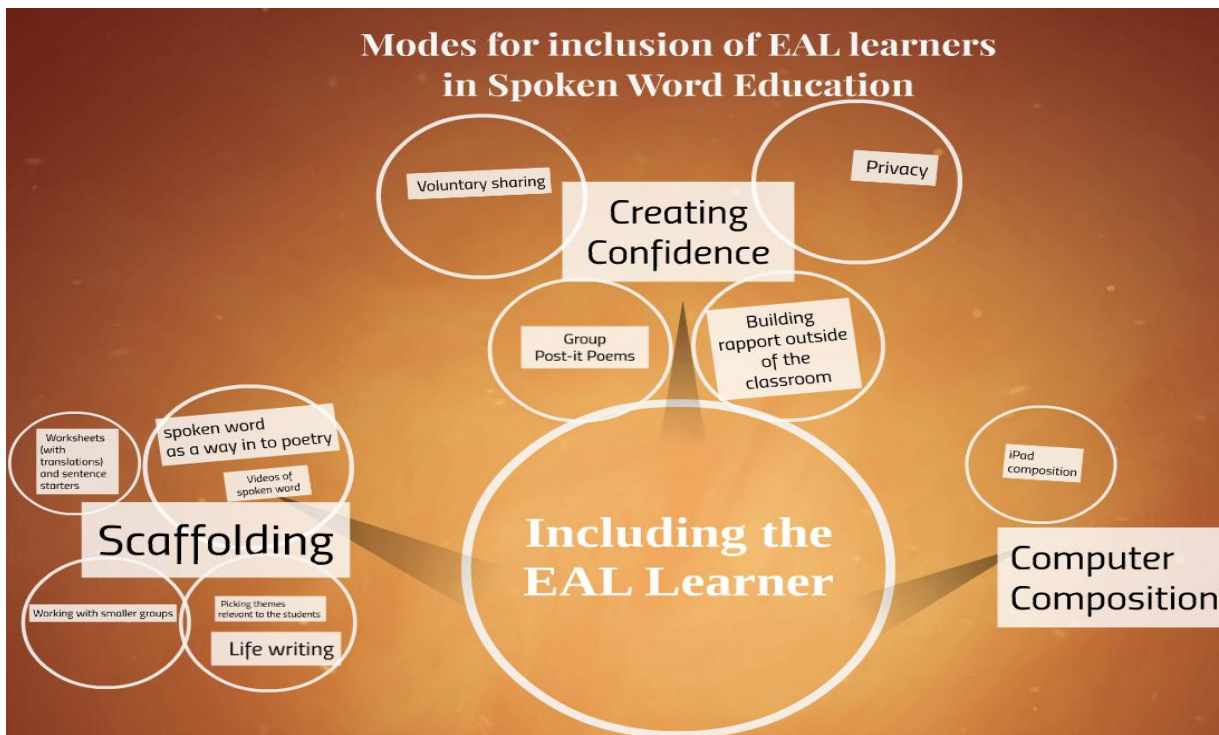 Modes for inclusion of EAL learners
in Spoken Word Education
Voluntary sharing
Privacy
Creating
Confidence
Group
Post-it Poems
Building
rapport outside
of the
classroom
Worksheets
(with
translations)
and sentence
starters
spoken word
as a way in to poetry
Videos of
spoken word
Scaffolding
Working with smaller groups
Picking themes
relevant to the students
Life writing
Including the
EAL Learner
iPad
composition
Computer
Composition